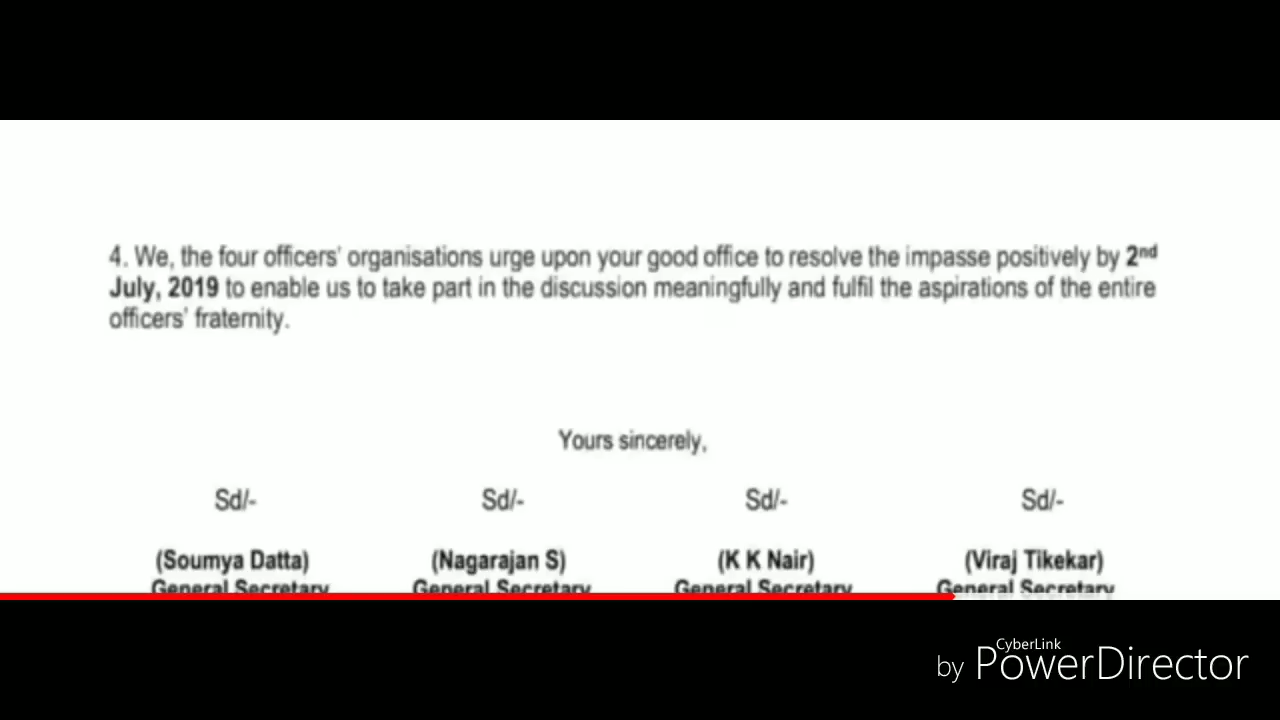 4. We, the four officers' organisations urge upon your good office to resolve the impasse positively by 2nd
July, 2019 to enable us to take part in the discussion meaningfully and fulfil the aspirations of the entire
officers' fraternity.
Yours sincerely,
Sd/- Sd/- Sd/- Sd/-
(Soumya Datta) (Nagarajan S) (K K Nair) (Viraj Tikekar)
General Secretary General Secretary General Secretary General Secretary
CyberLink
by PowerDirector